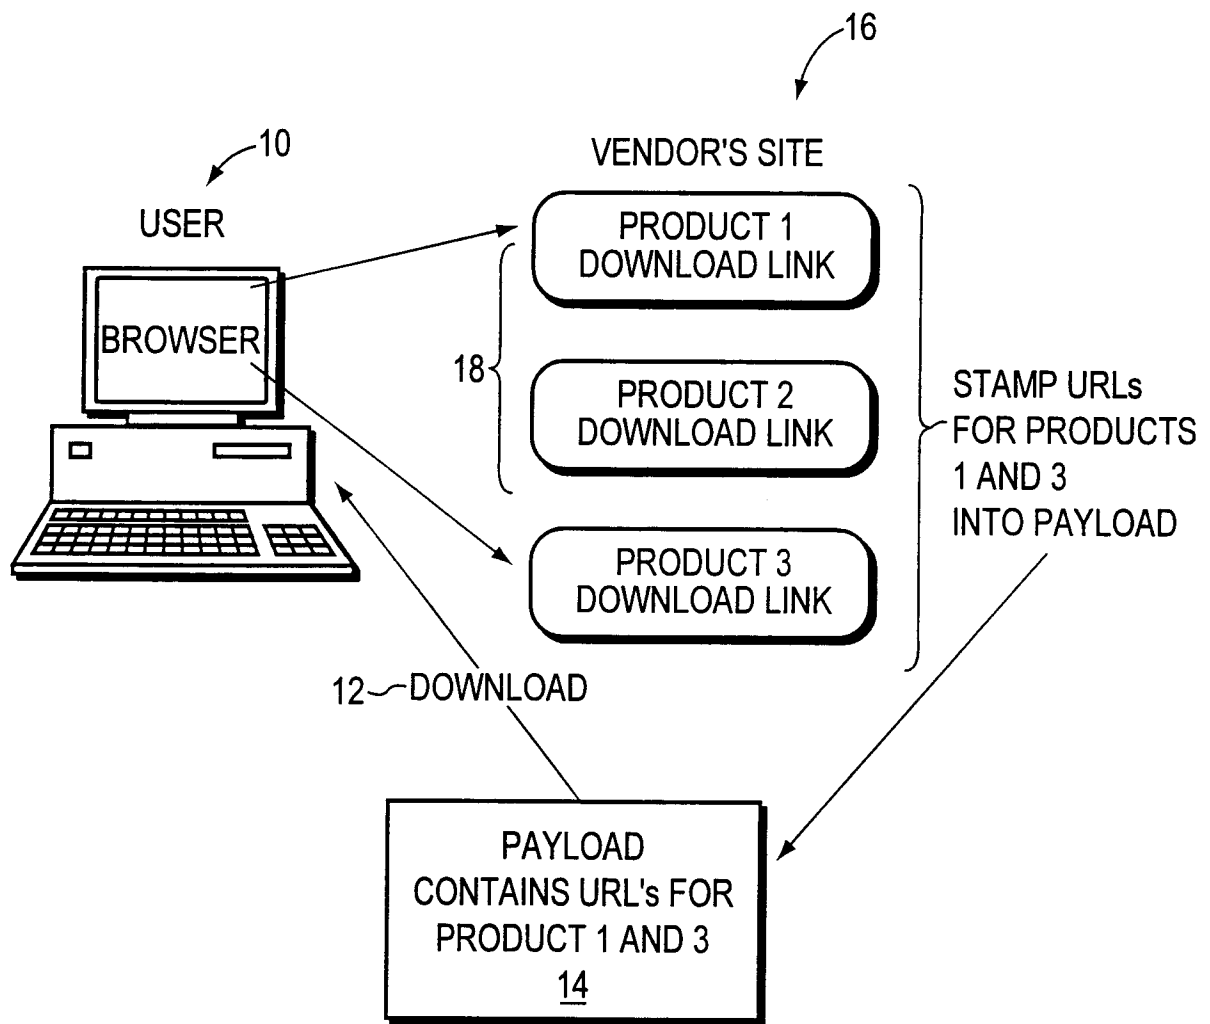 16
10
VENDOR'S SITE
USER
PRODUCT 1
DOWNLOAD LINK
BROWSER
18
PRODUCT 2
DOWNLOAD LINK
STAMP URLs
FOR PRODUCTS
1 AND 3
INTO PAYLOAD
PRODUCT 3
DOWNLOAD LINK
12 DOWNLOAD
PAYLOAD
CONTAINS URL's FOR
PRODUCT 1 AND 3
14